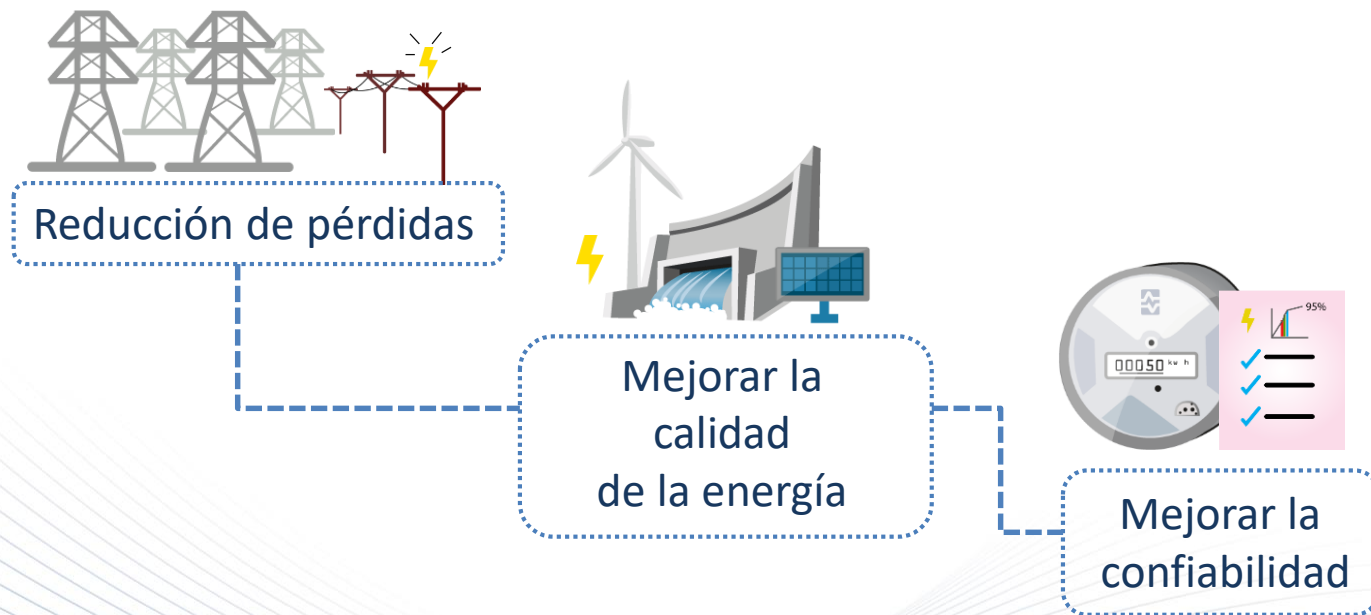 Reducción de pérdidas
Mejorar la
calidad
de la energía
95%
00050 kw h
Mejorar la
confiabilidad